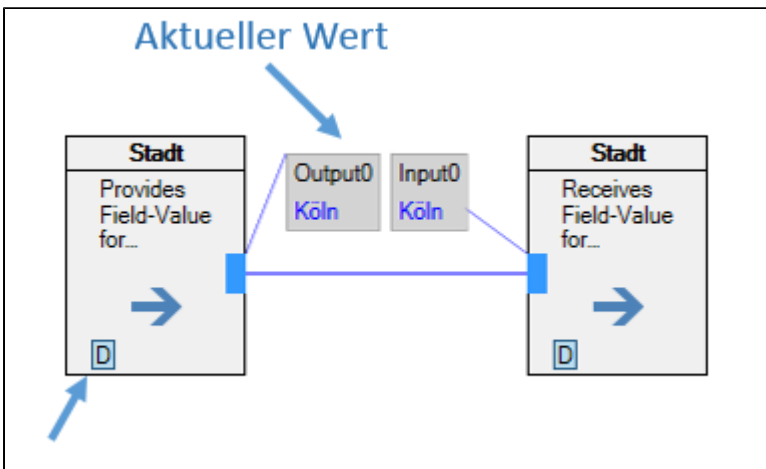 Aktueller Wert
Stadt
Provides
Field-Value
for...
D
Output0
Köln
Input0
Köln
Stadt
Receives
Field-Value
for...
D